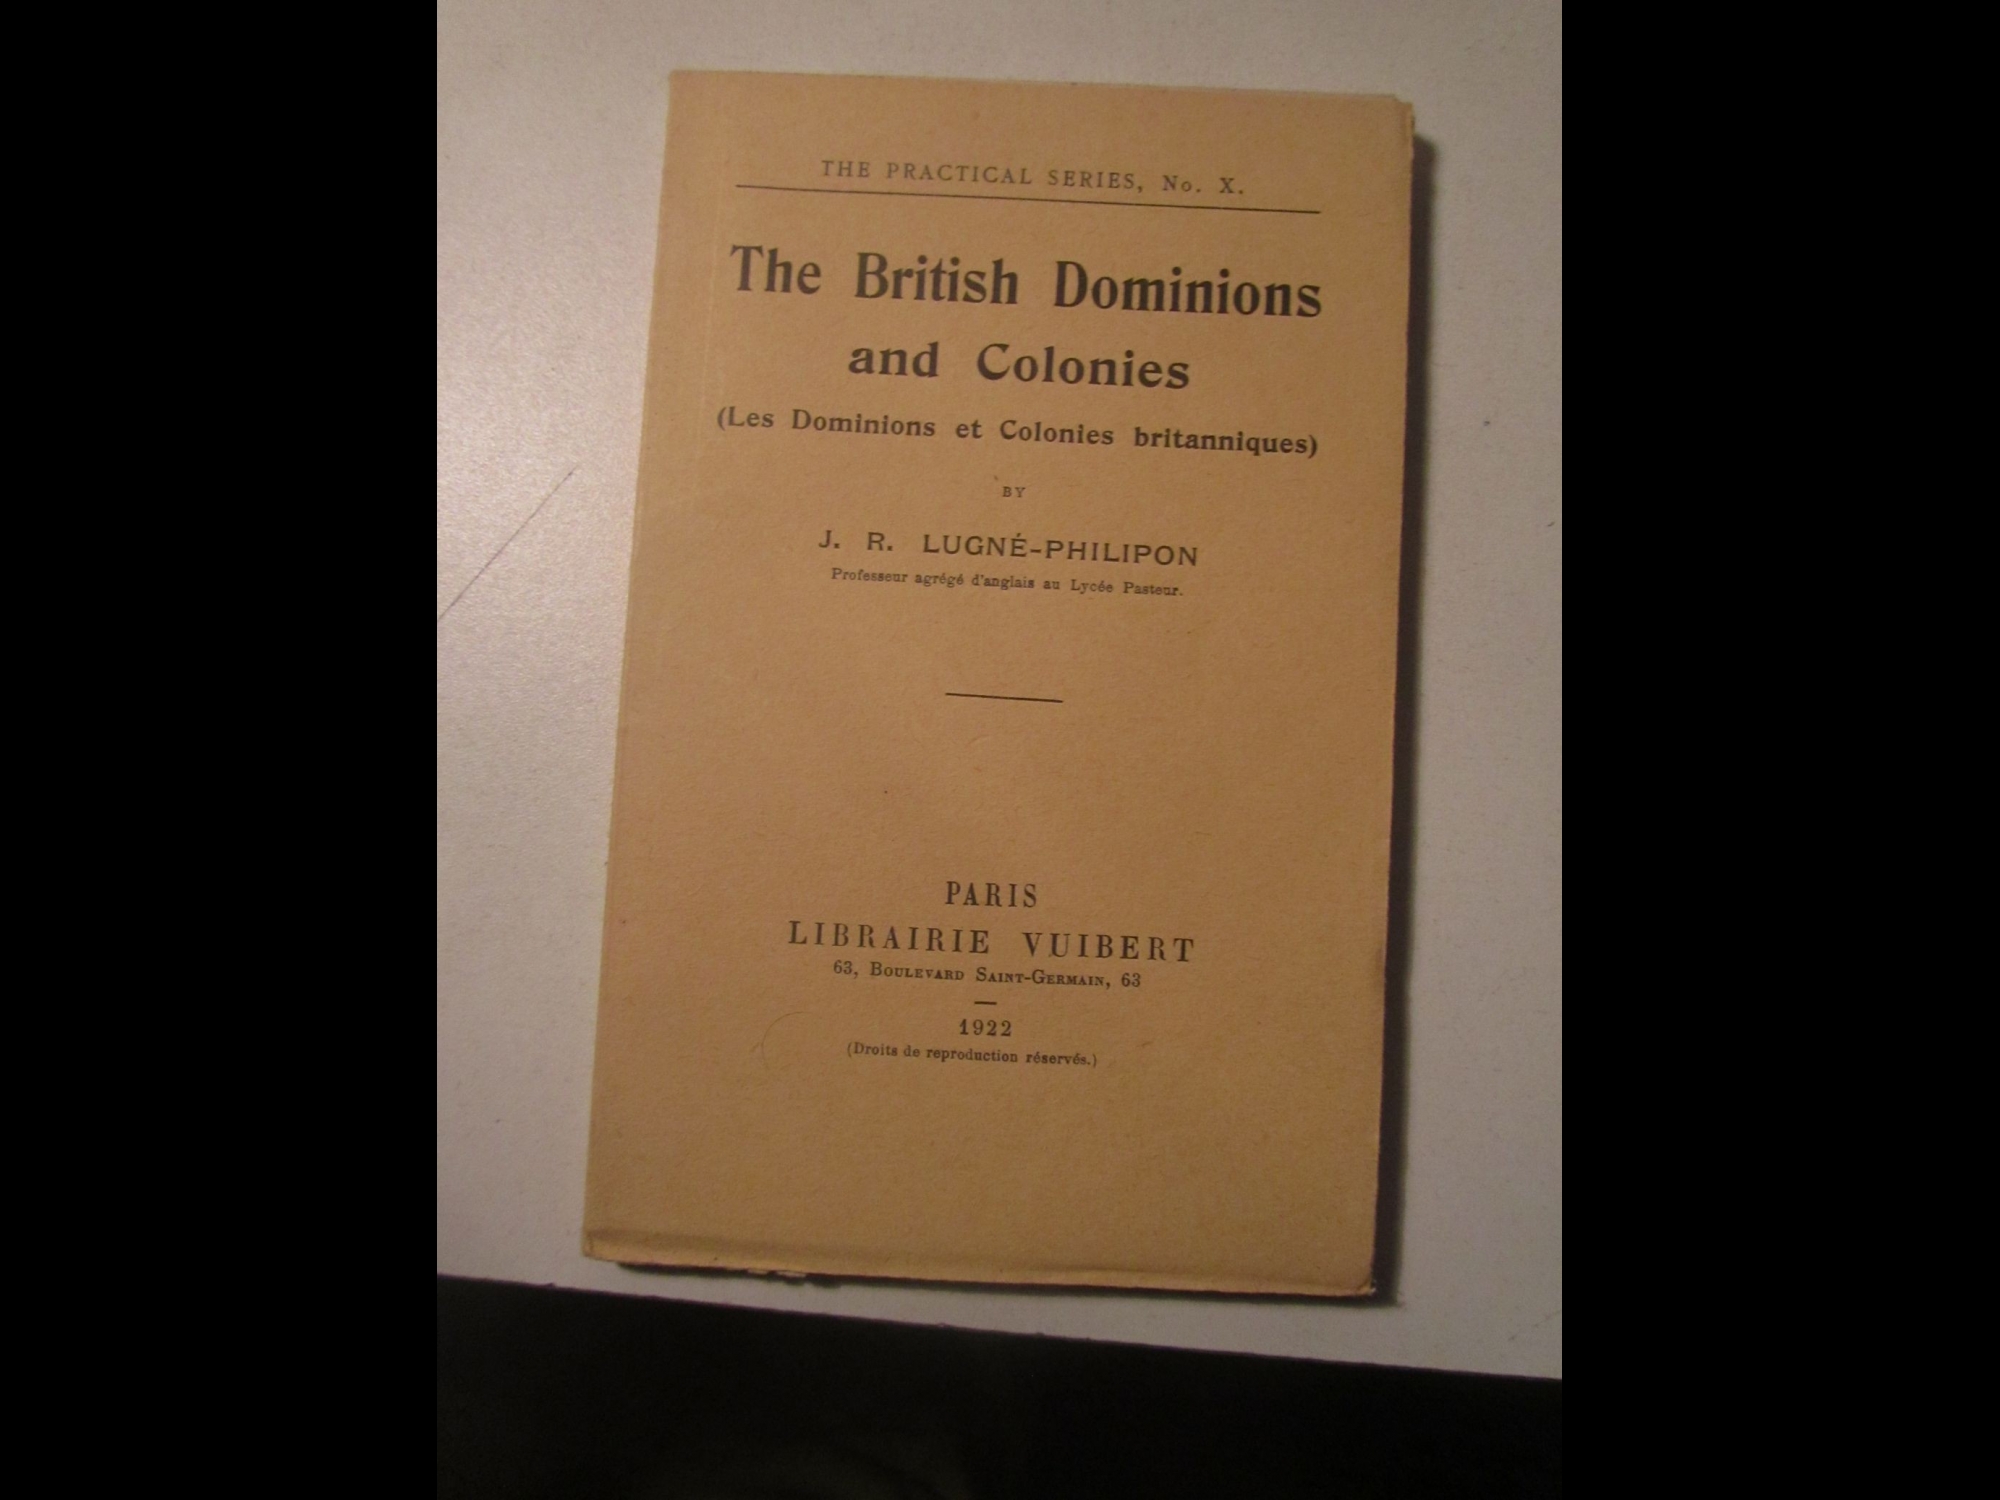 THE PRACTICAL SERIES, No. X.
The British Dominions
and Colonies
(Les Dominions et Colonies britanniques)
BY
J. R. LUGNÉ-PHILIPON
Professeur agrégé d'anglais au Lycée Pasteur.
PARIS
LIBRAIRIE VUIBERT
63, BOULEVARD SAINT-GERMAIN, 63
1922
(Droits de reproduction réservés.)